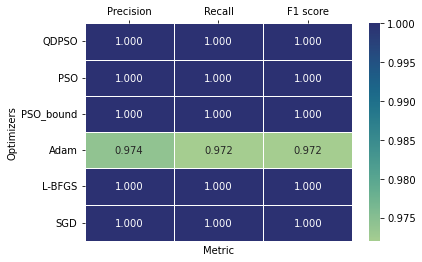 Precision Recall F1 score
QDPSO 1.000 1.000 1.000
PSO 1.000 1.000 1.000
PSO_bound 1.000 1.000 1.000
Adam 0.974 0.972 0.972
L-BFGS 1.000 1.000 1.000
SGD 1.000 1.000 1.000
Optimizers
Metric
1.000
0.995
0.990
0.985
0.980
0.975